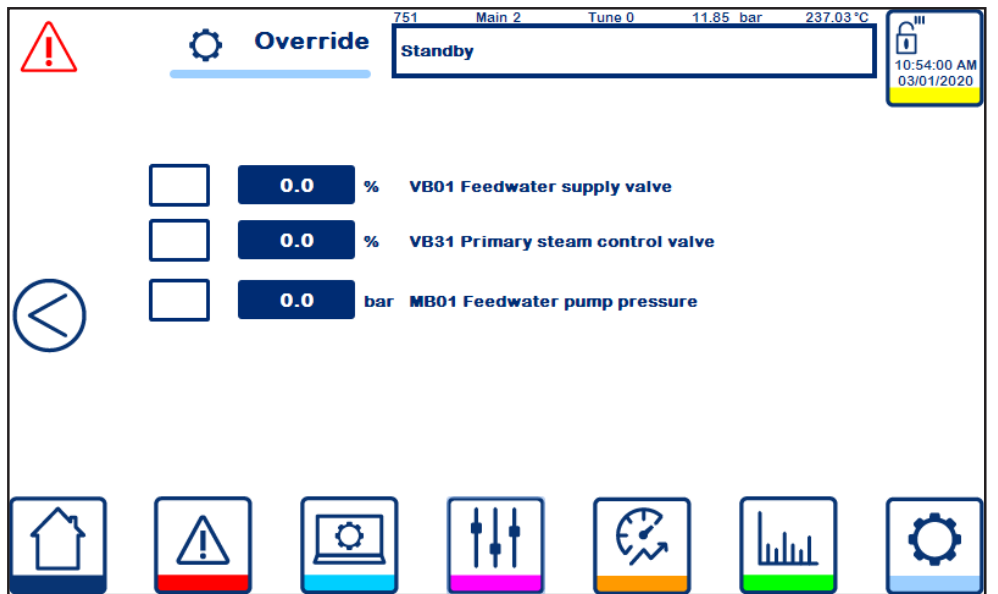 751 Main 2 Tune 0 11.85 bar 237.03°C
Override
Standby
10:54:00 AM
03/01/2020
0.0 % VB01 Feedwater supply valve
0.0 % VB31 Primary steam control valve
0.0 bar MB01 Feedwater pump pressure